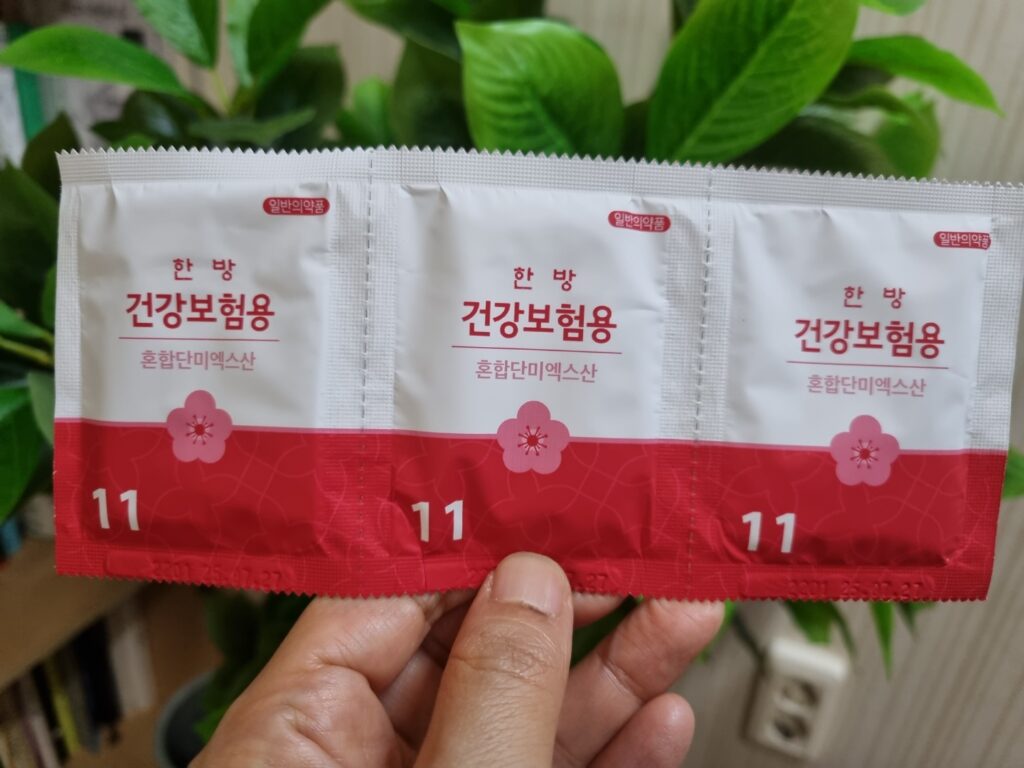 일반의약품
한 방
건강보험용
혼합단미엑스산
11
일반의약품
한 방
건강보험용
혼합단미엑스산
11
일반의약품
한 방
건강보험용
혼합단미엑스산
11